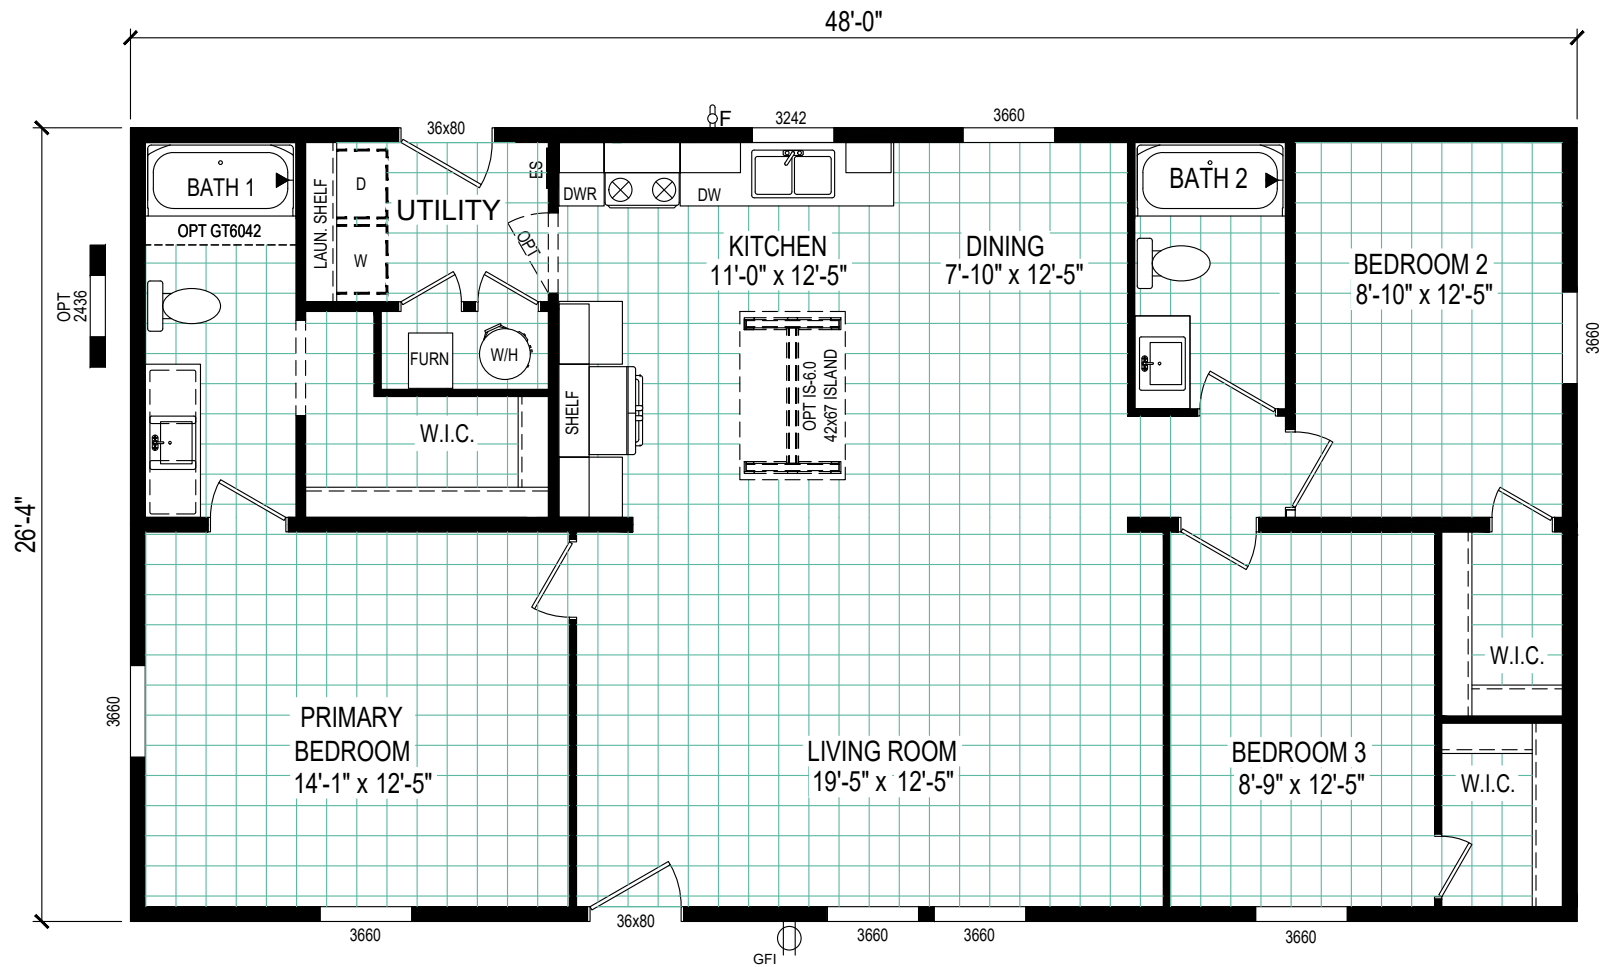 48'-0"
F
36x80
3242
3660
BATH 1
OPT GT6042
LAUN. SHELF
D
W
UTILITY
ES
OPT
DWR
DW
KITCHEN
11'-0" x 12'-5"
DINING
7'-10" x 12'-5"
BATH 2
BEDROOM 2
8'-10" x 12'-5"
OPT
2436
3660
FURN
W/H
SHELF
OPT IS-6.0
42x67 ISLAND
W.I.C.
26'-4"
3660
PRIMARY
BEDROOM
14'-1" x 12'-5"
LIVING ROOM
19'-5" x 12'-5"
BEDROOM 3
8'-9" x 12'-5"
W.I.C.
W.I.C.
3660
36x80
GFI
3660
3660
3660